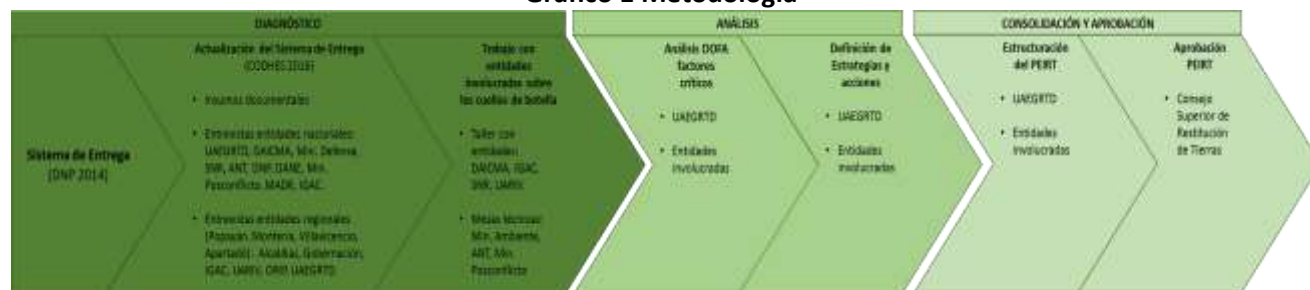 Gráfico 1 Metodología
DIAGNÓSTICO
Sistema de Entrega
(DNP 2014)
Actualización del Sistema de Entrega
(CODHES 2016)
• Insumos documentales
• Entrevistas entidades nacionales:
UAEGRTD, DAICMA, Min. Defensa,
SNR, ANT, DNP, DANE, Min.
Posconflicto, MADR, IGAC.
• Entrevistas entidades regionales
(Popayán, Montería, Villavicencio,
Apartadó): Alcaldías, Gobernación,
IGAC, UARIV, ORIP, UAEGRTD
Trabajo con
entidades
involucradas sobre
los cuellos de botella
• Taller con
entidades:
DAICMA, IGAC,
SNR, UARIV
• Mesas técnicas:
Min. Ambiente,
ANT, Min.
Posconflicto
ANÁLISIS
Análisis DOFA
factores
críticos
• UAEGRTD
• Entidades
involucradas
Definición de
Estrategias y
acciones
• UAEGRTD
• Entidades
involucradas
CONSOLIDACIÓN Y APROBACIÓN
Estructuración
del PEIRT
• UAEGRTD
• Entidades
involucradas
Aprobación
PEIRT
• Consejo
Superior de
Restitución
de Tierras